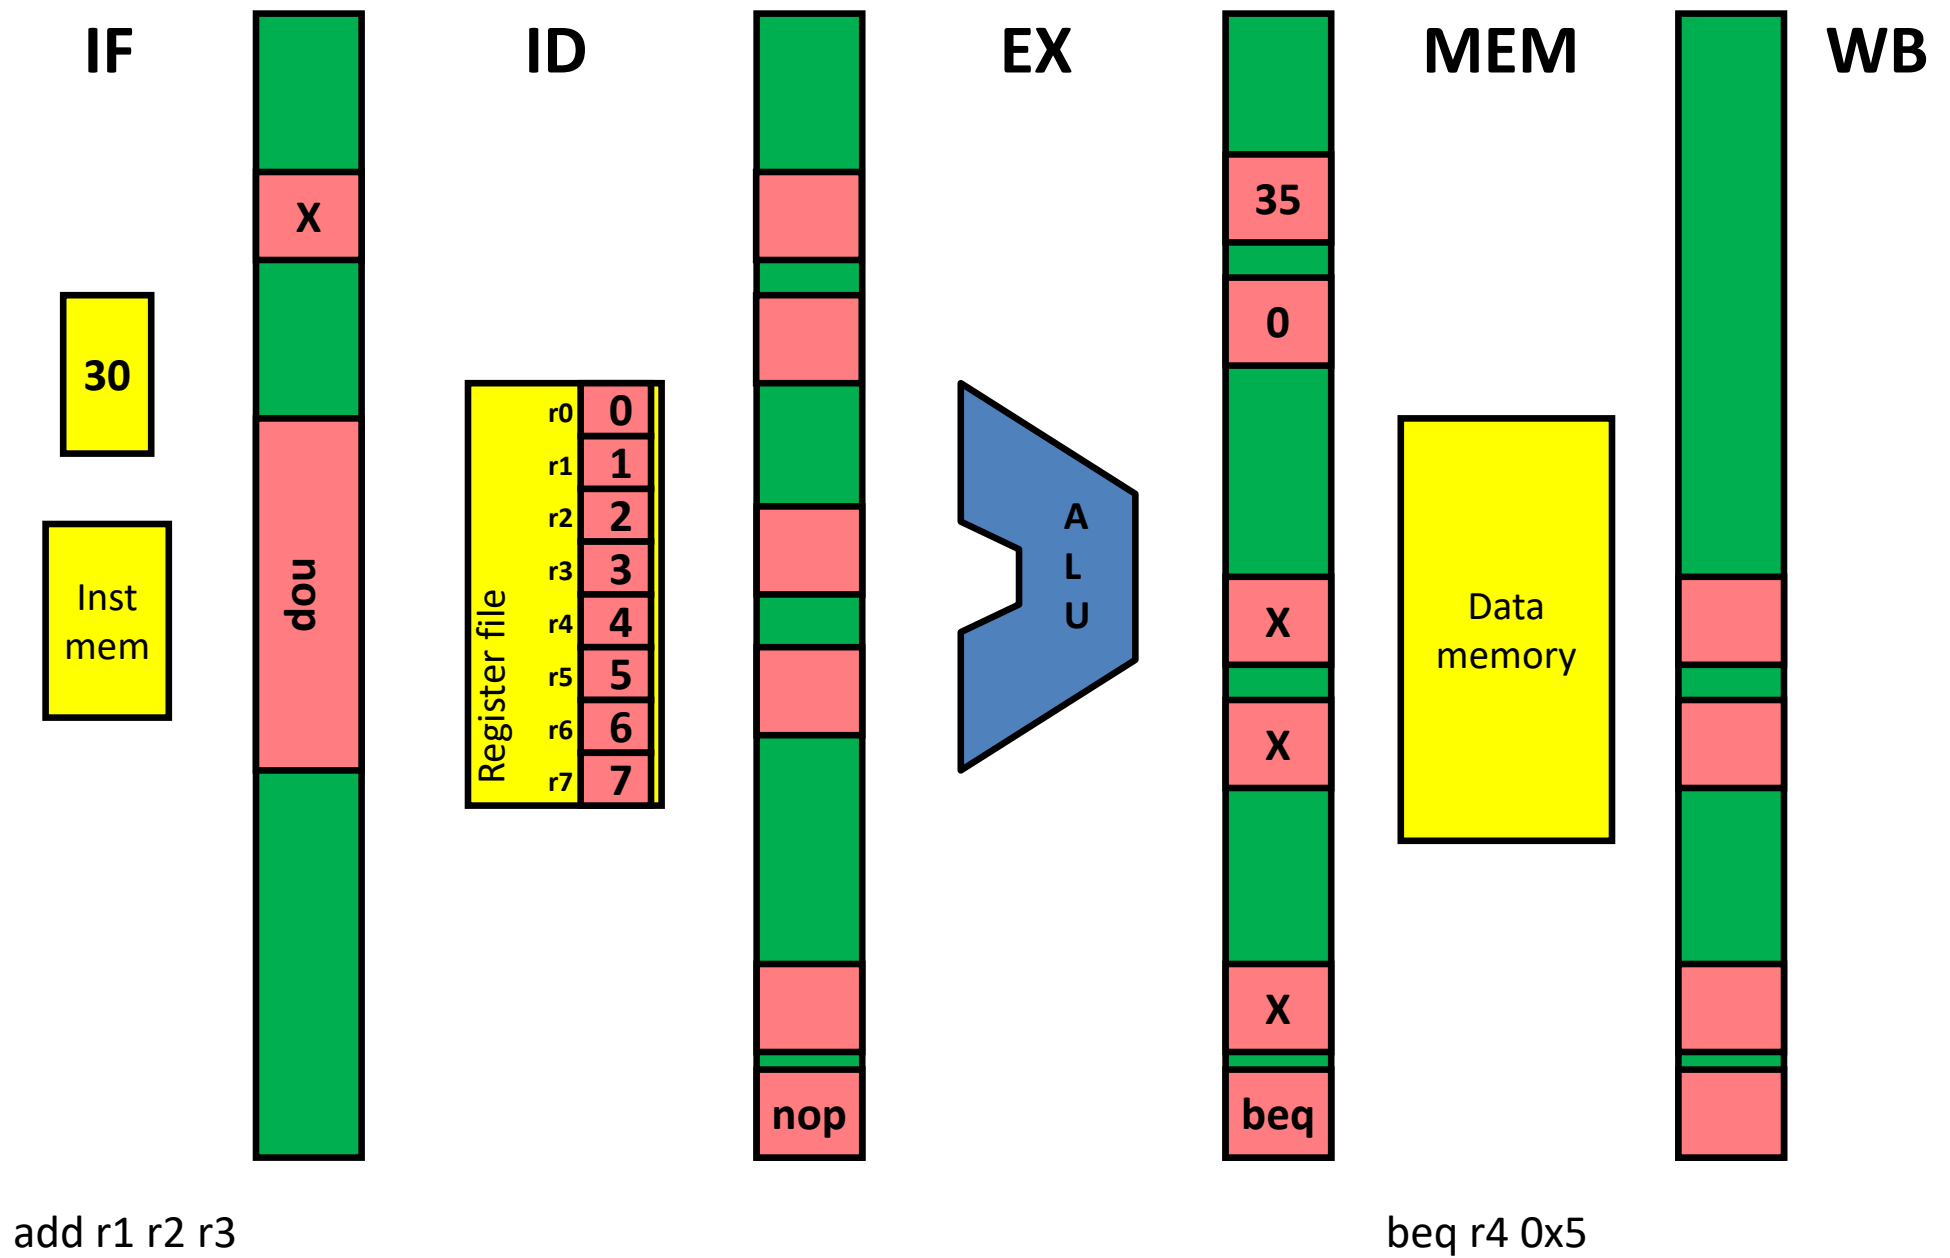 IF
ID
EX
MEM
WB
X
30
Inst
mem
nop
Register file
r0 0
r1 1
r2 2
r3 3
r4 4
r5 5
r6 6
r7 7
nop
A
L
U
35
0
X
X
X
beq
Data
memory
add r1 r2 r3
beq r4 0x5